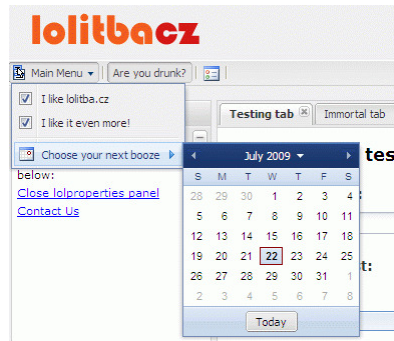 lolitbacz
Main Menu Are you drunk?
I like lolitba.cz
I like it even more!
Testing tab Immortal tab
Choose your next booze
July 2009
tes
S M T W T F S
28 29 30 1 2 3 4
5 6 7 8 9 10 11
12 13 14 15 16 17 18
19 20 21 22 23 24 25
26 27 28 29 30 31 1
2 3 4 5 6 7 8
Today
below:
Close lolproperties panel
Contact Us
:
t: